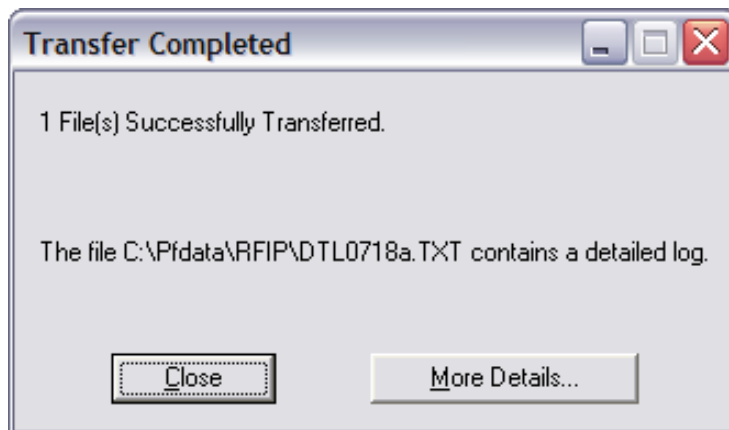 Transfer Completed
1 File(s) Successfully Transferred.
The file C:\Pfdata\RFIP\DTL0718a.TXT contains a detailed log.
Close
More Details...